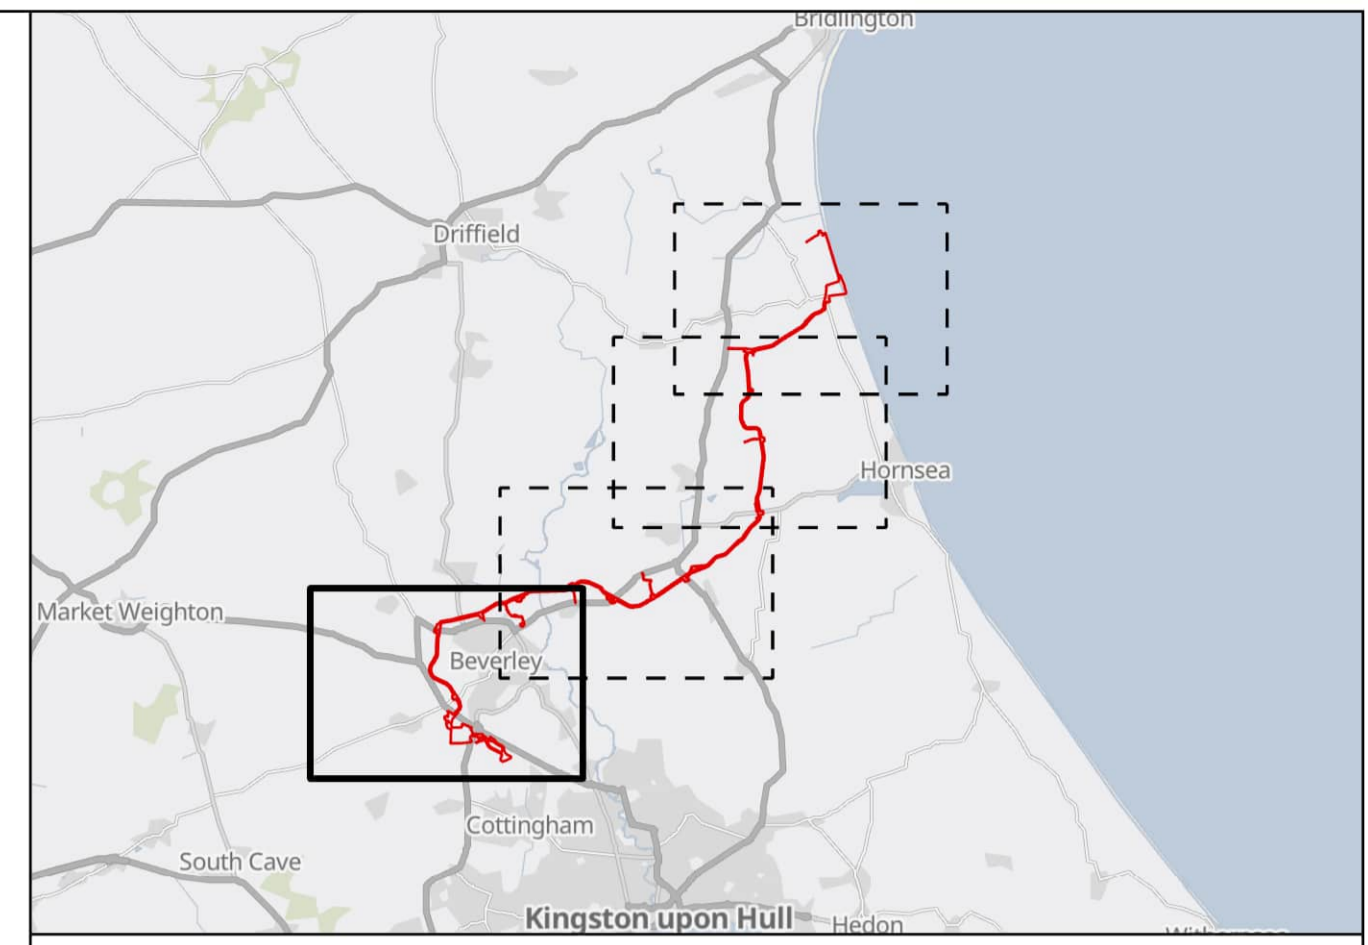 Bridlington
Driffield
Hornsea
Market Weighton
Beverley
Cottingham
South Cave
Kingston upon Hull
Hedon